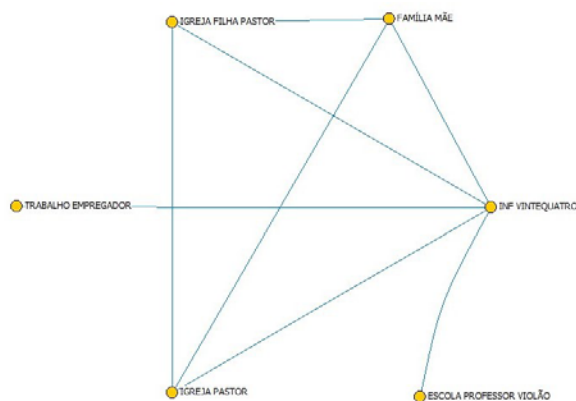 IGREJA FILHA PASTOR
FAMÍLIA MÃE
TRABALHO EMPREGADOR
INF VINTEQUATRO
IGREJA PASTOR
ESCOLA PROFESSOR VIOLÃO